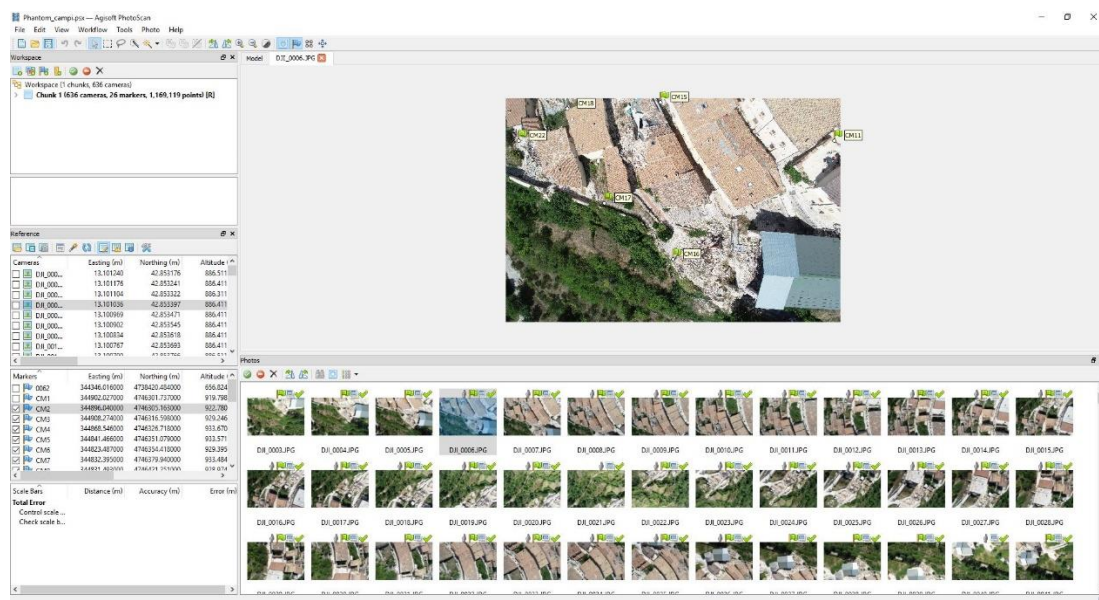 Phantom_campi.psx — Agisoft PhotoScan
File Edit View Workflow Tools Photo Help
Workspace
Model DJI_0006.JPG
Workspace (1 chunks, 636 cameras)
Chunk 1 (636 cameras, 26 markers, 1,169,119 points) [R]
CM18
CM15
CM22
CM11
CM17
CM16
Reference
Cameras Easting (m) Northing (m) Altitude
DJI_000... 13.101240 42.853176 886.511
DJI_000... 13.101176 42.853241 886.411
DJI_000... 13.101104 42.853322 886.311
DJI_000... 13.101036 42.853397 886.411
DJI_000... 13.100969 42.853471 886.411
DJI_000... 13.100902 42.853545 886.411
DJI_000... 13.100834 42.853618 886.411
DJI_001... 13.100767 42.853693 886.411
Photos
Markers Easting (m) Northing (m) Altitude
0062 344346.016000 4738420.484000 656.824
CM1 344902.027000 4746301.737000 919.798
CM2 344896.040000 4746305.163000 922.780
CM3 344908.274000 4746316.598000 929.246
CM4 344868.546000 4746326.718000 933.670
CM5 344841.466000 4746351.079000 933.571
CM6 344823.487000 4746354.418000 929.395
CM7 344832.395000 4746379.940000 933.484
DJI_0003.JPG DJI_0004.JPG DJI_0005.JPG DJI_0006.JPG DJI_0007.JPG DJI_0008.JPG DJI_0009.JPG DJI_0010.JPG DJI_0011.JPG DJI_0012.JPG DJI_0013.JPG DJI_0014.JPG DJI_0015.JPG
Scale Bars Distance (m) Accuracy (m) Error (m)
Total Error
Control scale ...
Check scale b...
DJI_0016.JPG DJI_0017.JPG DJI_0018.JPG DJI_0019.JPG DJI_0020.JPG DJI_0021.JPG DJI_0022.JPG DJI_0023.JPG DJI_0024.JPG DJI_0025.JPG DJI_0026.JPG DJI_0027.JPG DJI_0028.JPG